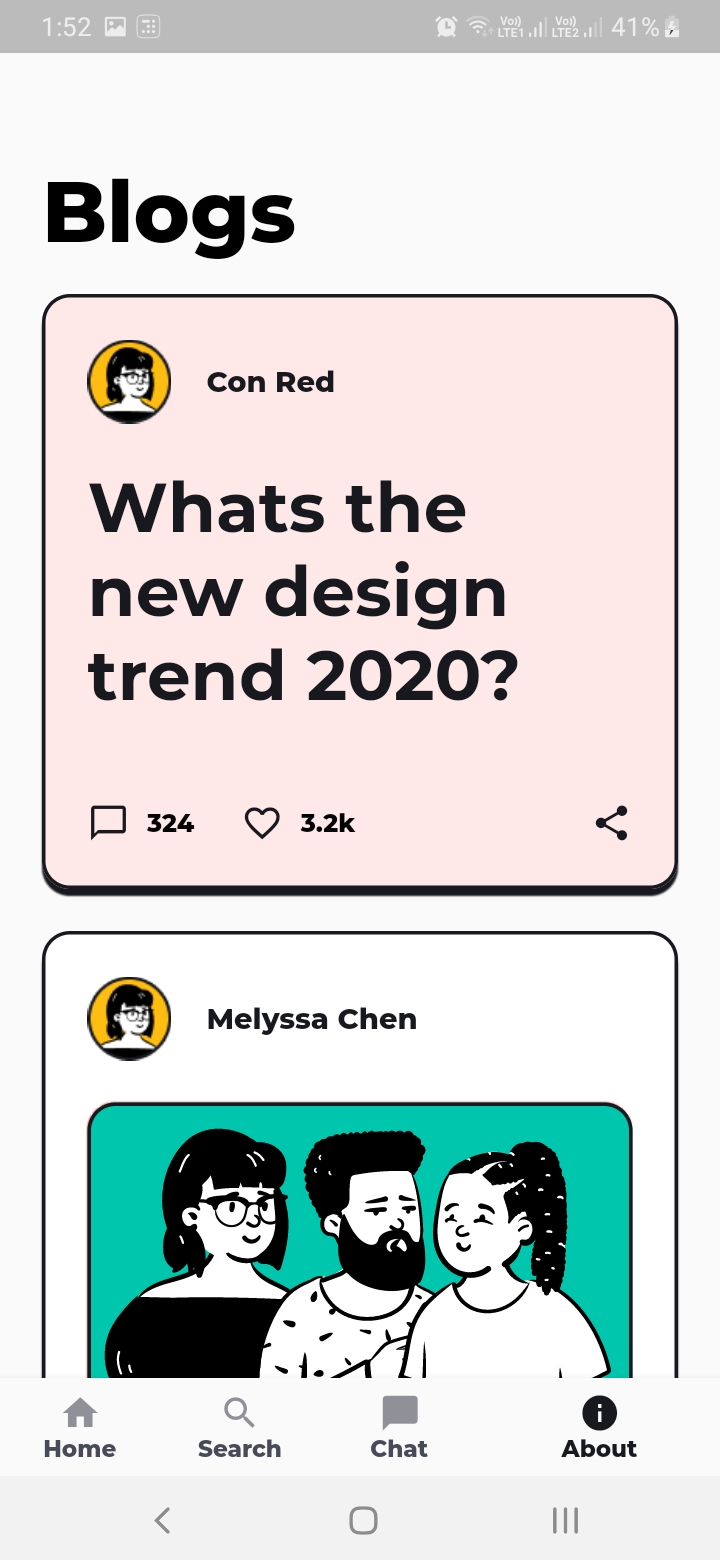 1:52 Vo)) LTE1 Vo)) LTE2 41%
Blogs
Con Red
Whats the
new design
trend 2020?
324 3.2k
Melyssa Chen
Home Search Chat About